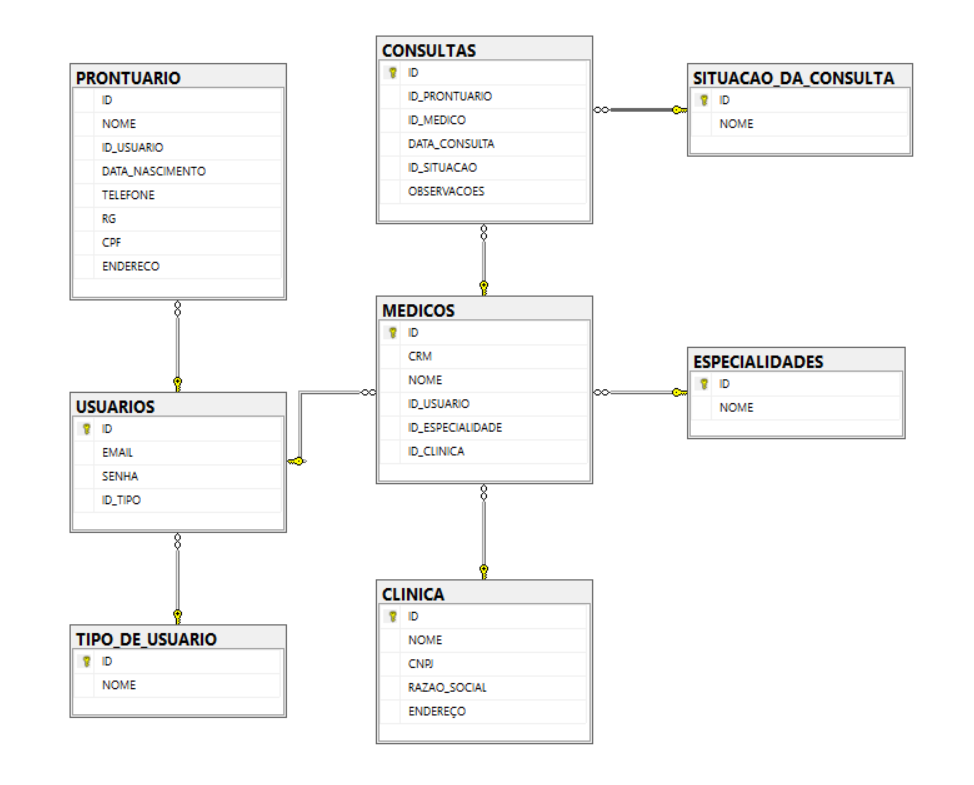 PRONTUARIO
ID
NOME
ID_USUARIO
DATA_NASCIMENTO
TELEFONE
RG
CPF
ENDERECO
CONSULTAS
ID
ID_PRONTUARIO
ID_MEDICO
DATA_CONSULTA
ID_SITUACAO
OBSERVACOES
SITUACAO_DA_CONSULTA
ID
NOME
MEDICOS
ID
CRM
NOME
ID_USUARIO
ID_ESPECIALIDADE
ID_CLINICA
ESPECIALIDADES
ID
NOME
USUARIOS
ID
EMAIL
SENHA
ID_TIPO
TIPO_DE_USUARIO
ID
NOME
CLINICA
ID
NOME
CNPJ
RAZAO_SOCIAL
ENDEREÇO